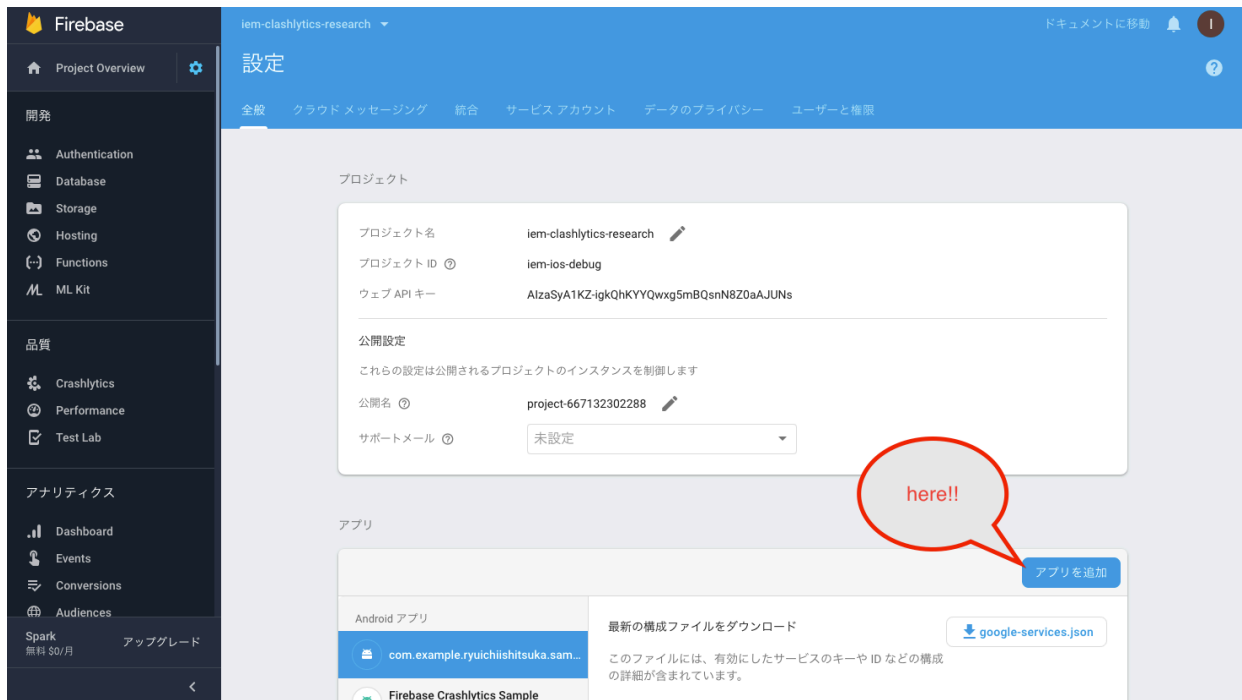 Firebase
iem-clashlytics-research
ドキュメントに移動
I
Project Overview
設定
全般
クラウド メッセージング
統合
サービス アカウント
データのプライバシー
ユーザーと権限
開発
Authentication
Database
Storage
Hosting
Functions
ML Kit
品質
Crashlytics
Performance
Test Lab
アナリティクス
Dashboard
Events
Conversions
Audiences
Spark
無料 $0/月
アップグレード
プロジェクト
プロジェクト名 iem-clashlytics-research
プロジェクト ID iem-ios-debug
ウェブ API キー AIzaSyA1KZ-igkQhKYYQwxg5mBQsnN8Z0aAJUNs
公開設定
これらの設定は公開されるプロジェクトのインスタンスを制御します
公開名 project-667132302288
サポートメール 未設定
here!!
アプリ
アプリを追加
Android アプリ
com.example.ryuichiishitsuka.sam...
Firebase Crashlytics Sample
最新の構成ファイルをダウンロード
google-services.json
このファイルには、有効にしたサービスのキーや ID などの構成
の詳細が含まれています。